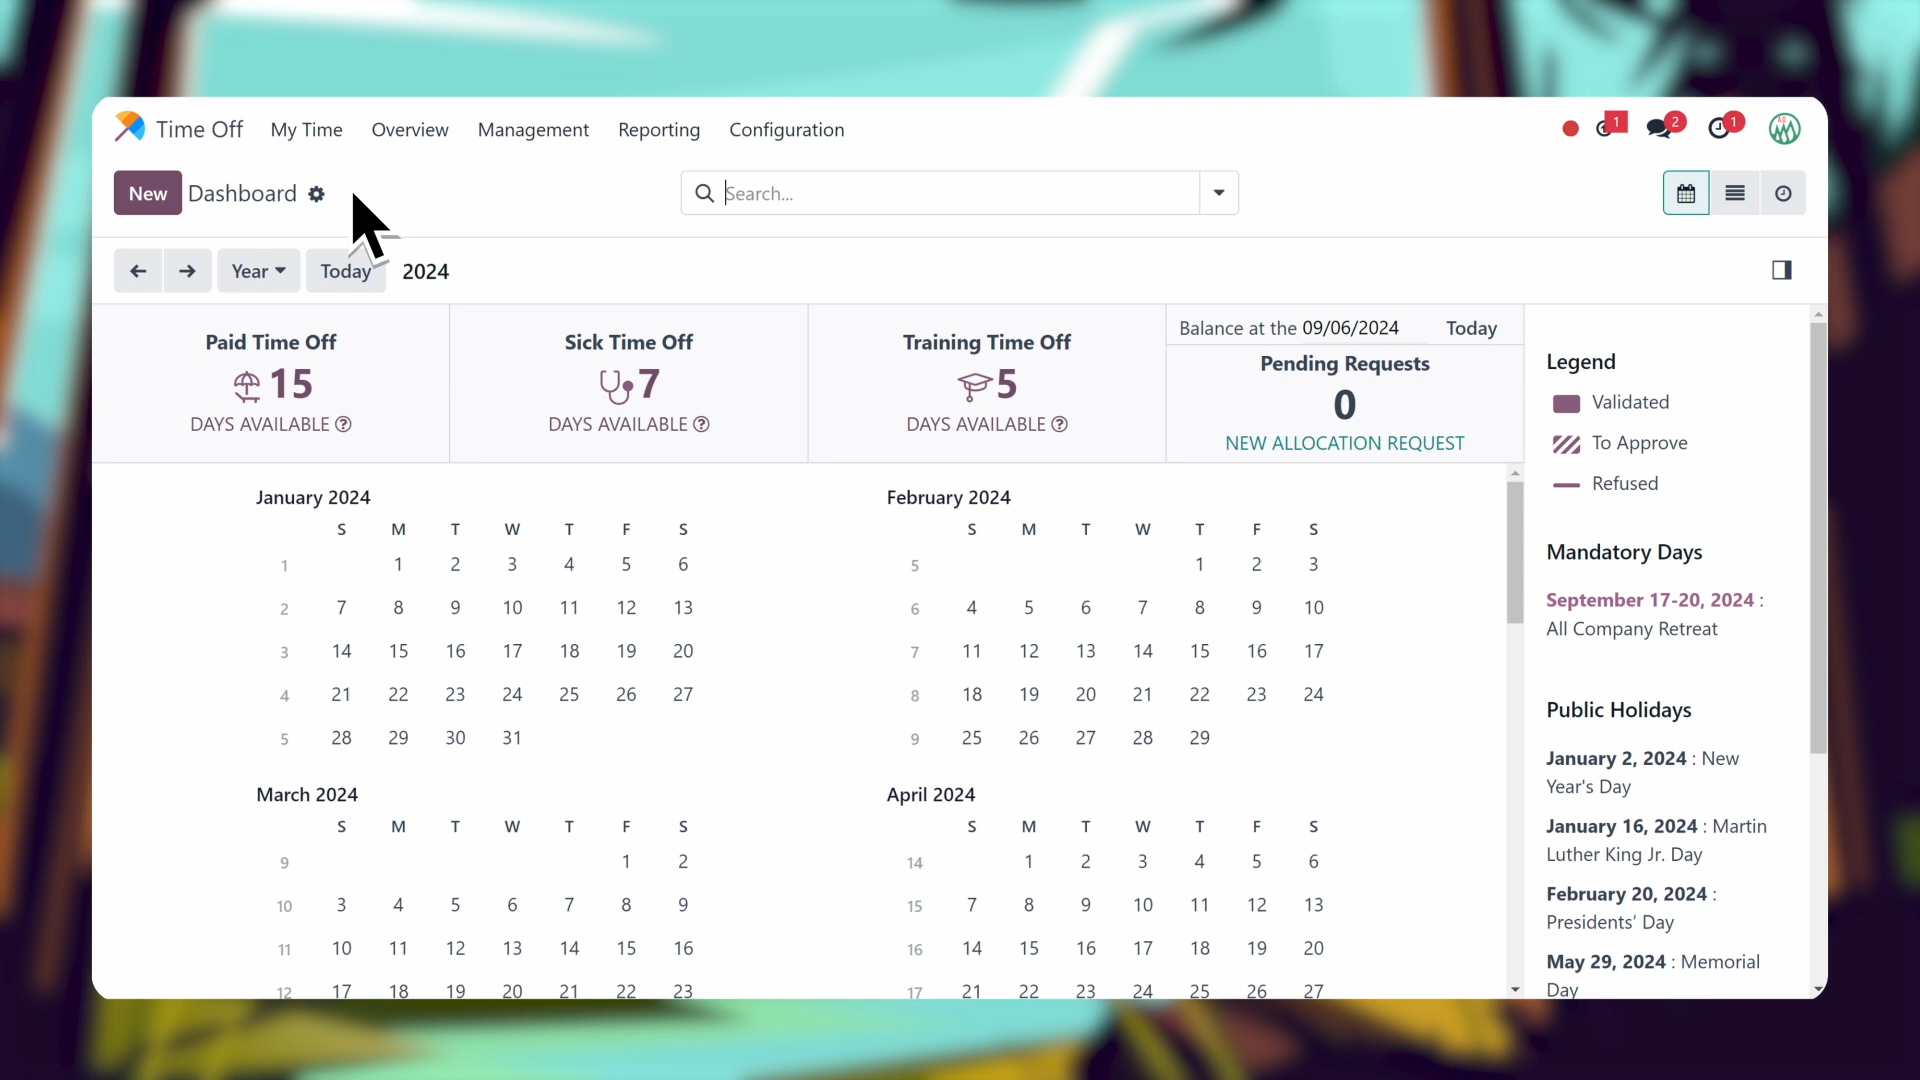 Time Off My Time Overview Management Reporting Configuration 1 2 1
New Dashboard Search...
Year Today 2024
Paid Time Off
15
DAYS AVAILABLE
Sick Time Off
7
DAYS AVAILABLE
Training Time Off
5
DAYS AVAILABLE
Balance at the 09/06/2024 Today
Pending Requests
0
NEW ALLOCATION REQUEST
January 2024
S M T W T F S
1 1 2 3 4 5 6
2 7 8 9 10 11 12 13
3 14 15 16 17 18 19 20
4 21 22 23 24 25 26 27
5 28 29 30 31
February 2024
S M T W T F S
5 1 2 3
6 4 5 6 7 8 9 10
7 11 12 13 14 15 16 17
8 18 19 20 21 22 23 24
9 25 26 27 28 29
March 2024
S M T W T F S
9 1 2
10 3 4 5 6 7 8 9
11 10 11 12 13 14 15 16
12 17 18 19 20 21 22 23
April 2024
S M T W T F S
14 1 2 3 4 5 6
15 7 8 9 10 11 12 13
16 14 15 16 17 18 19 20
17 21 22 23 24 25 26 27
Legend
Validated
To Approve
Refused
Mandatory Days
September 17-20, 2024 :
All Company Retreat
Public Holidays
January 2, 2024 : New
Year's Day
January 16, 2024 : Martin
Luther King Jr. Day
February 20, 2024 :
Presidents' Day
May 29, 2024 : Memorial
Day